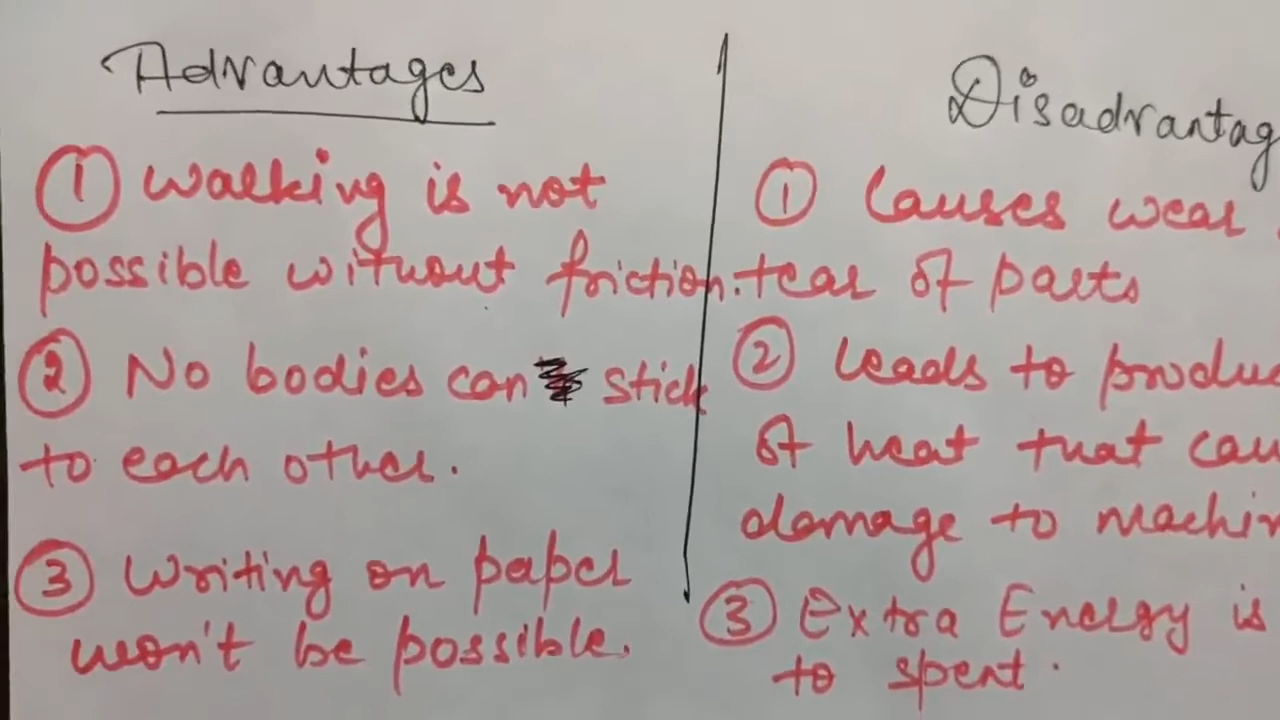 Advantages
① Walking is not
possible without friction.
② No bodies can stick
to each other.
③ Writing on paper
won't be possible.
Disadvantag
① Causes wear
tear of parts
② leads to produc
of heat that cau
damage to machin
③ Extra Energy is
to spent.